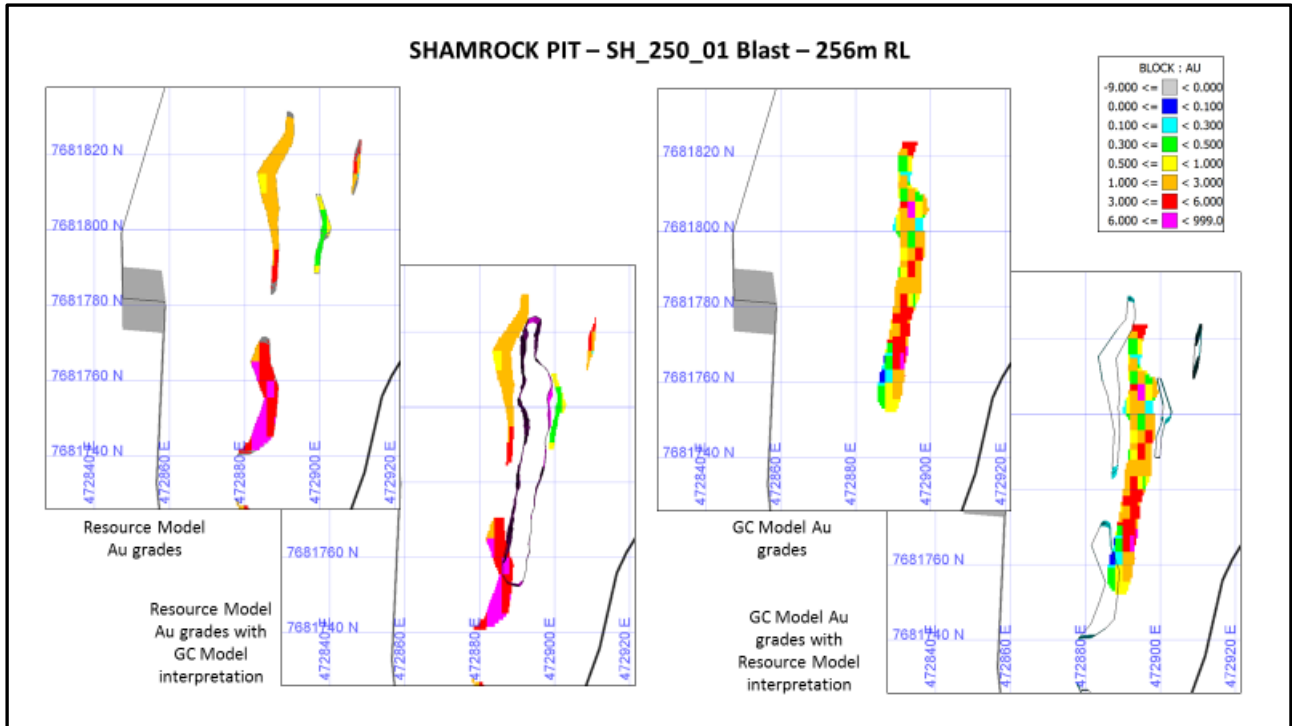 SHAMROCK PIT – SH_250_01 Blast – 256m RL
BLOCK : AU
-9.000 <= < 0.000
0.000 <= < 0.100
0.100 <= < 0.300
0.300 <= < 0.500
0.500 <= < 1.000
1.000 <= < 3.000
3.000 <= < 6.000
6.000 <= < 999.0
7681820 N
7681800 N
7681780 N
7681760 N
7681740 N
472840 E
472860 E
472880 E
472900 E
472920 E
Resource Model
Au grades
7681760 N
7681740 N
472840 E
472860 E
472880 E
472900 E
472920 E
Resource Model
Au grades with
GC Model
interpretation
7681820 N
7681800 N
7681780 N
7681760 N
7681740 N
472840 E
472860 E
472880 E
472900 E
472920 E
GC Model Au
grades
7681760 N
7681740 N
472840 E
472860 E
472880 E
472900 E
472920 E
GC Model Au
grades with
Resource Model
interpretation